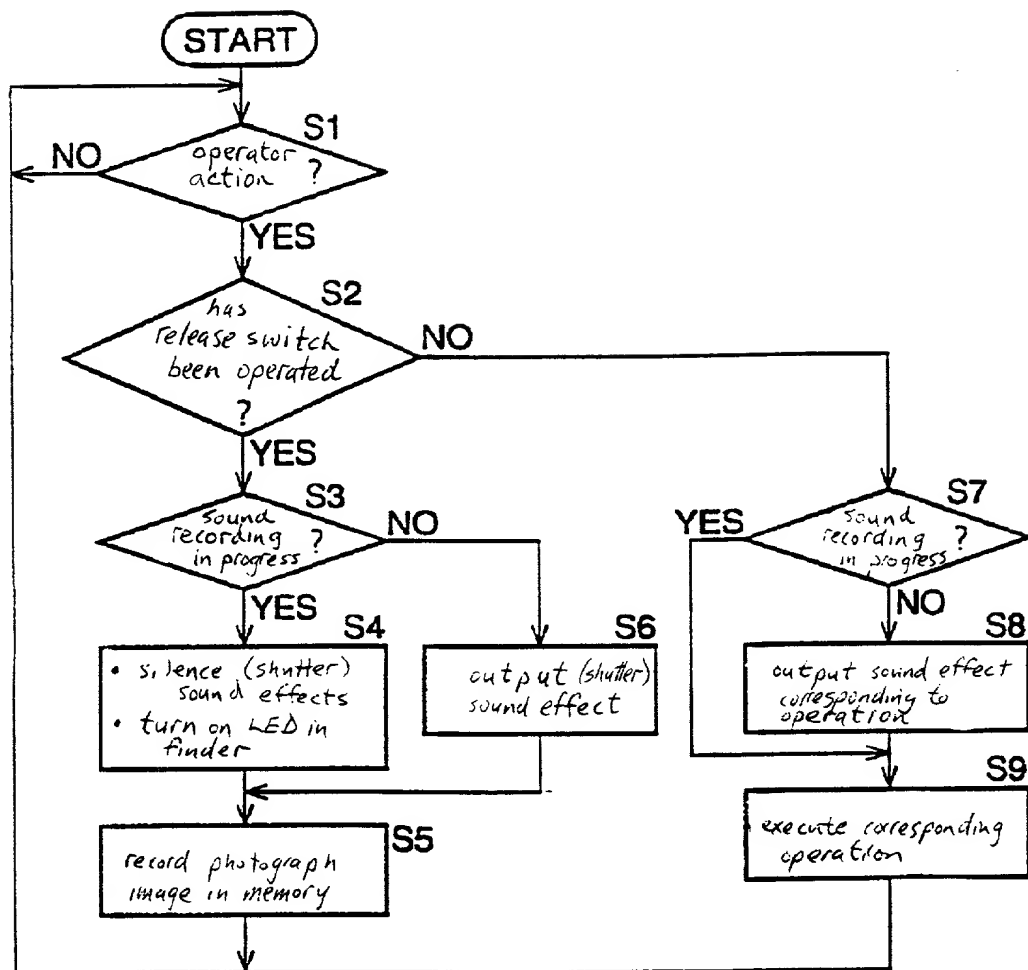 START
S1
operator
action ?
NO
YES
S2
has
release switch
been operated
?
NO
YES
S3
sound
recording
in progress ?
NO
YES
S7
sound
recording
in progress ?
YES
NO
S4
• silence (shutter)
sound effects
• turn on LED in
finder
S6
output (shutter)
sound effect
S8
output sound effect
corresponding to
operation
S5
record photograph
image in memory
S9
execute corresponding
operation